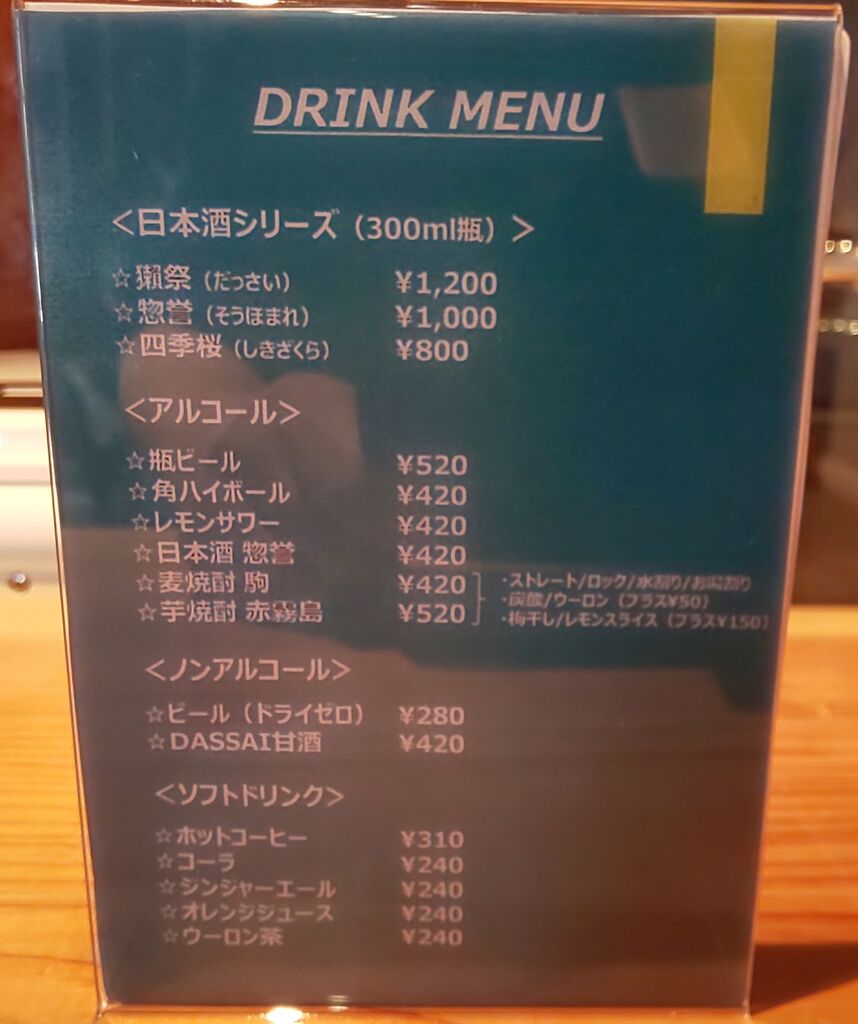 DRINK MENU
＜日本酒シリーズ（300ml瓶）＞
☆獺祭（だっさい） ¥1,200
☆惣誉（そうほまれ） ¥1,000
☆四季桜（しきざくら） ¥800
＜アルコール＞
☆瓶ビール ¥520
☆角ハイボール ¥420
☆レモンサワー ¥420
☆日本酒 惣誉 ¥420
☆麦焼酎 駒 ¥420
☆芋焼酎 赤霧島 ¥520
・ストレート/ロック/水割り/お湯割り
・炭酸/ウーロン（プラス¥50）
・梅干し/レモンスライス（プラス¥150）
＜ノンアルコール＞
☆ビール（ドライゼロ） ¥280
☆DASSAI甘酒 ¥420
＜ソフトドリンク＞
☆ホットコーヒー ¥310
☆コーラ ¥240
☆ジンジャーエール ¥240
☆オレンジジュース ¥240
☆ウーロン茶 ¥240